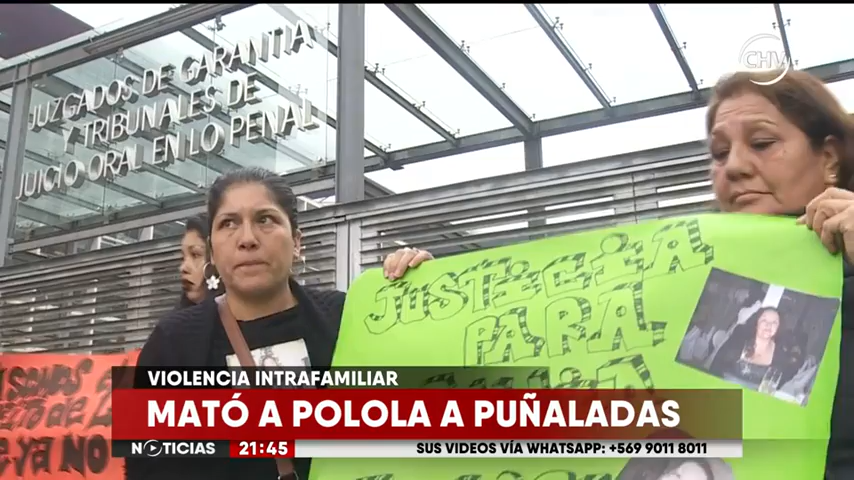 CHV
JUZGADOS DE GARANTIA
Y TRIBUNALES DE
JUICIO ORAL EN LO PENAL
JUSTICIA
PARA
VIOLENCIA INTRAFAMILIAR
MATÓ A POLOLA A PUÑALADAS
NOTICIAS 21:45 SUS VIDEOS VÍA WHATSAPP: +569 9011 8011